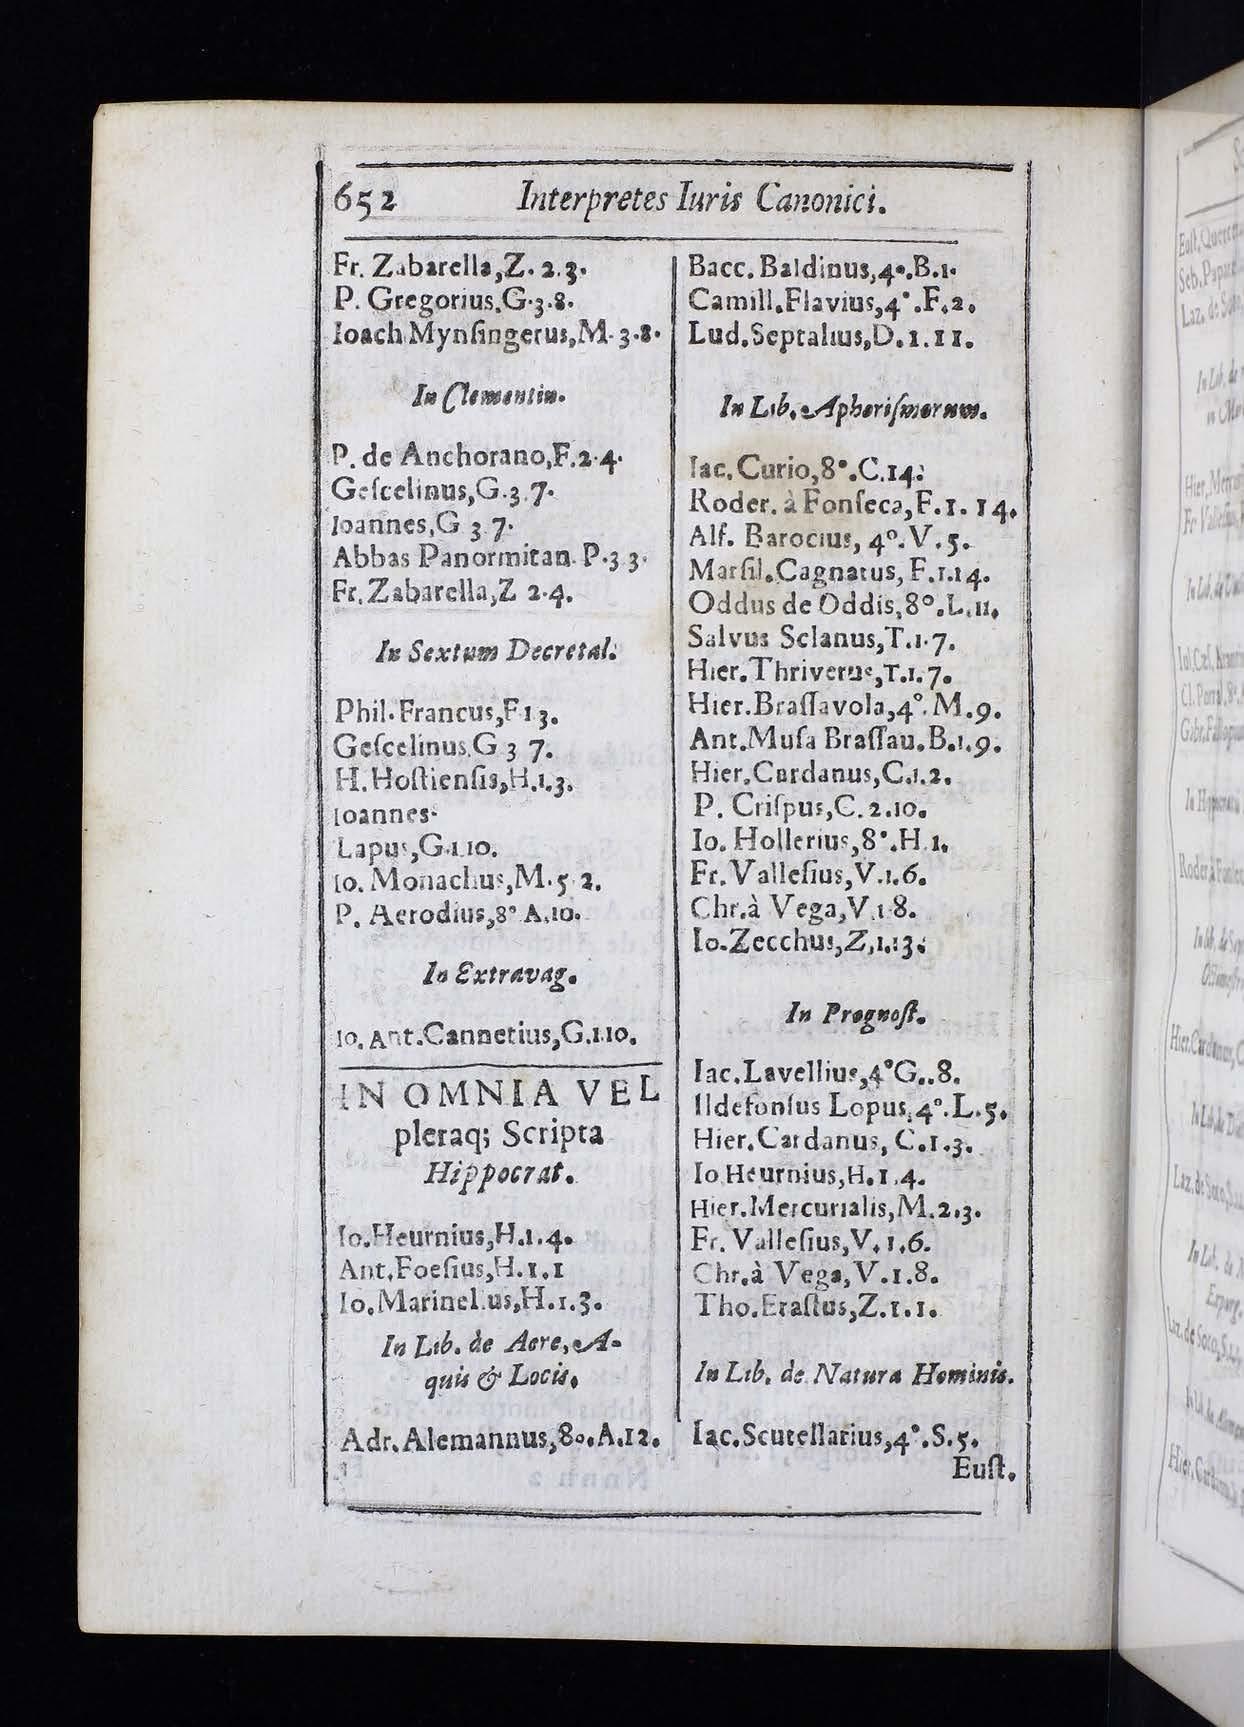 652 Interpretes Iuris Canonici.
Fr. Zabarella, Z. 2.3.
P. Gregorius, G.3.8.
Ioach Mynſingerus, M. 3.8.
In Clementin.
P. de Anchorano, F.2.4.
Geſcelinus, G.3.7.
Ioannes, G 3 7.
Abbas Panormitan. P.3 3.
Fr. Zabarella, Z 2.4.
In Sextum Decretal.
Phil. Francus, F 1 3.
Geſcelinus, G 3 7.
H. Hoſtienſis, H.1.3.
Ioannes.
Lapus, G.1.10.
Io. Monachus, M.5.2.
P. Aerodius, 8° A.10.
In Extravag.
Io. Ant. Cannetius, G.1.10.
IN OMNIA VEL
pleraq; Scripta
Hippocrat.
Io. Heurnius, H.1.4.
Ant. Foeſius, H.1.1
Io. Marinel us, H.1.3.
In Lib. de Aere, A-
quis & Locis.
Adr. Alemannus, 8o. A.12.
Bacc. Baldinus, 4°. B.1.
Camill. Flavius, 4°. F.2.
Lud. Septalius, D.1.11.
In Lib. Aphoriſmorum.
Iac. Curio, 8°. C.14.
Roder. à Fonſeca, F.1.14.
Alf. Barocius, 4°. V.5.
Marſil. Cagnatus, F.1.14.
Oddus de Oddis, 8°. L.11.
Salvus Sclanus, T.1.7.
Hier. Thriverus, T.1.7.
Hier. Braſſavola, 4°. M.9.
Ant. Muſa Braſſau. B.1.9.
Hier. Cardanus, C.1.2.
P. Criſpus, C.2.10.
Io. Hollerius, 8°. H.1.
Fr. Valleſius, V.1.6.
Chr. à Vega, V.1 8.
Io. Zecchus, Z.1.13.
In Prognoſt.
Iac. Lavellius, 4° G..8.
Ildefonſus Lopus, 4°. L.5.
Hier. Cardanus, C.1.3.
Io Heurnius, H.1.4.
Hier. Mercurialis, M.2.3.
Fr. Valleſius, V.1.6.
Chr. à Vega, V.1.8.
Tho. Eraſtus, Z.1.1.
In Lib. de Natura Hominis.
Iac. Scutellarius, 4°. S.5.
Euſt.